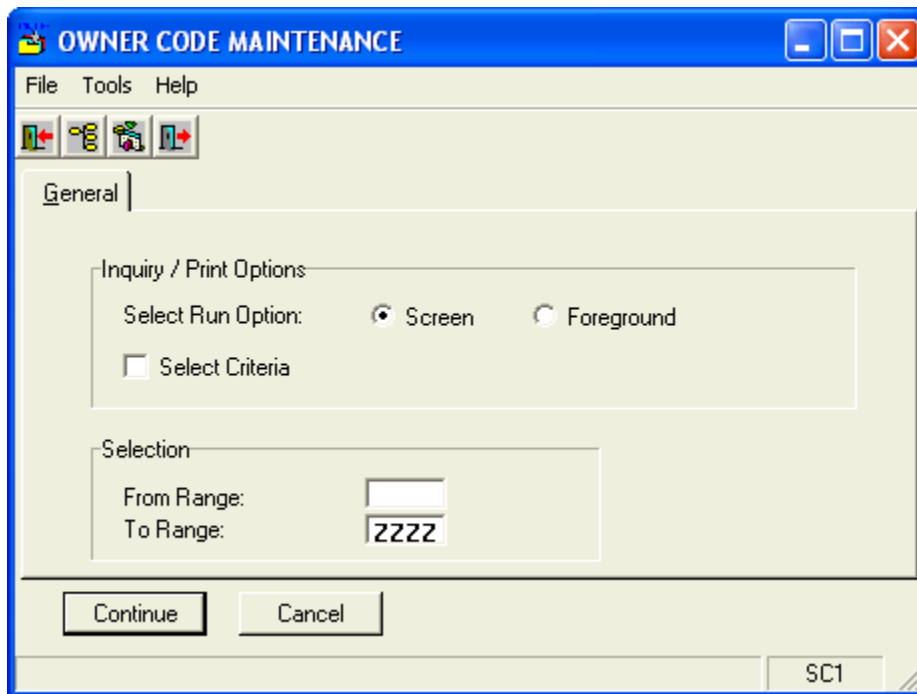 OWNER CODE MAINTENANCE
File Tools Help
General
Inquiry / Print Options
Select Run Option: Screen Foreground
Select Criteria
Selection
From Range:
To Range: ZZZZ
Continue Cancel
SC1